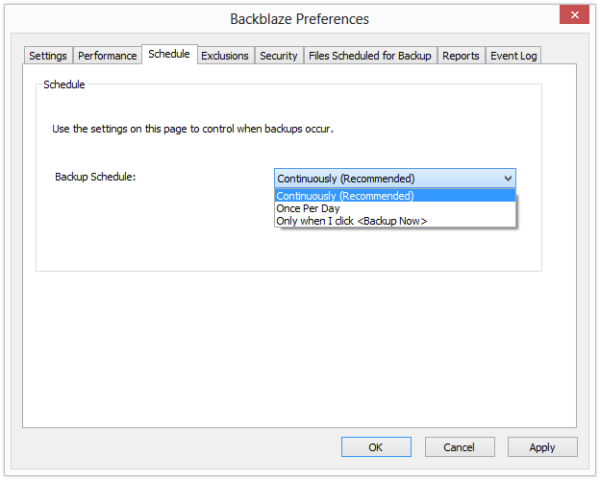 Backblaze Preferences
Settings Performance Schedule Exclusions Security Files Scheduled for Backup Reports Event Log
Schedule
Use the settings on this page to control when backups occur.
Backup Schedule: Continuously (Recommended)
Continuously (Recommended)
Once Per Day
Only when I click <Backup Now>
OK Cancel Apply